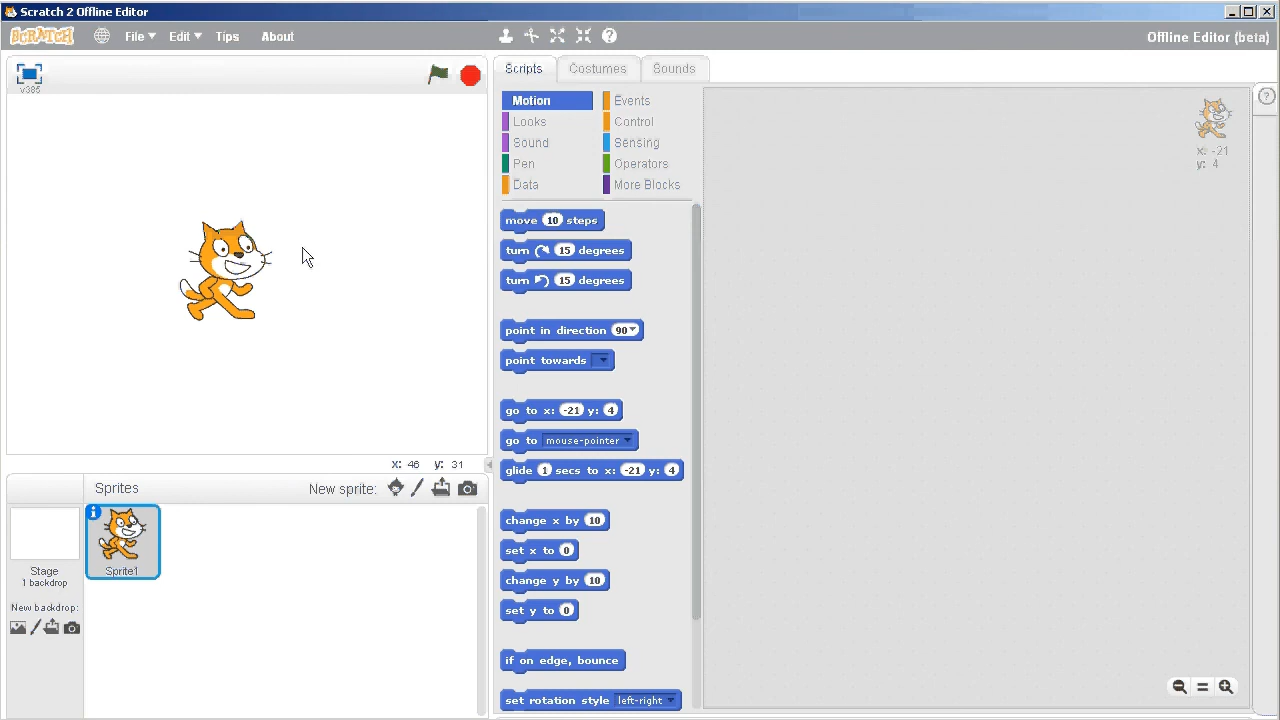 Scratch 2 Offline Editor
SCRATCH
File Edit Tips About
Offline Editor (beta)
v385
Scripts Costumes Sounds
Motion Events
Looks Control
Sound Sensing
Pen Operators
Data More Blocks
x: -21
y: 4
move 10 steps
turn 15 degrees
turn 15 degrees
point in direction 90
point towards
go to x: -21 y: 4
go to mouse-pointer
glide 1 secs to x: -21 y: 4
change x by 10
set x to 0
change y by 10
set y to 0
if on edge, bounce
set rotation style left-right
x: 46 y: 31
Sprites New sprite:
Sprite1
Stage
1 backdrop
New backdrop: